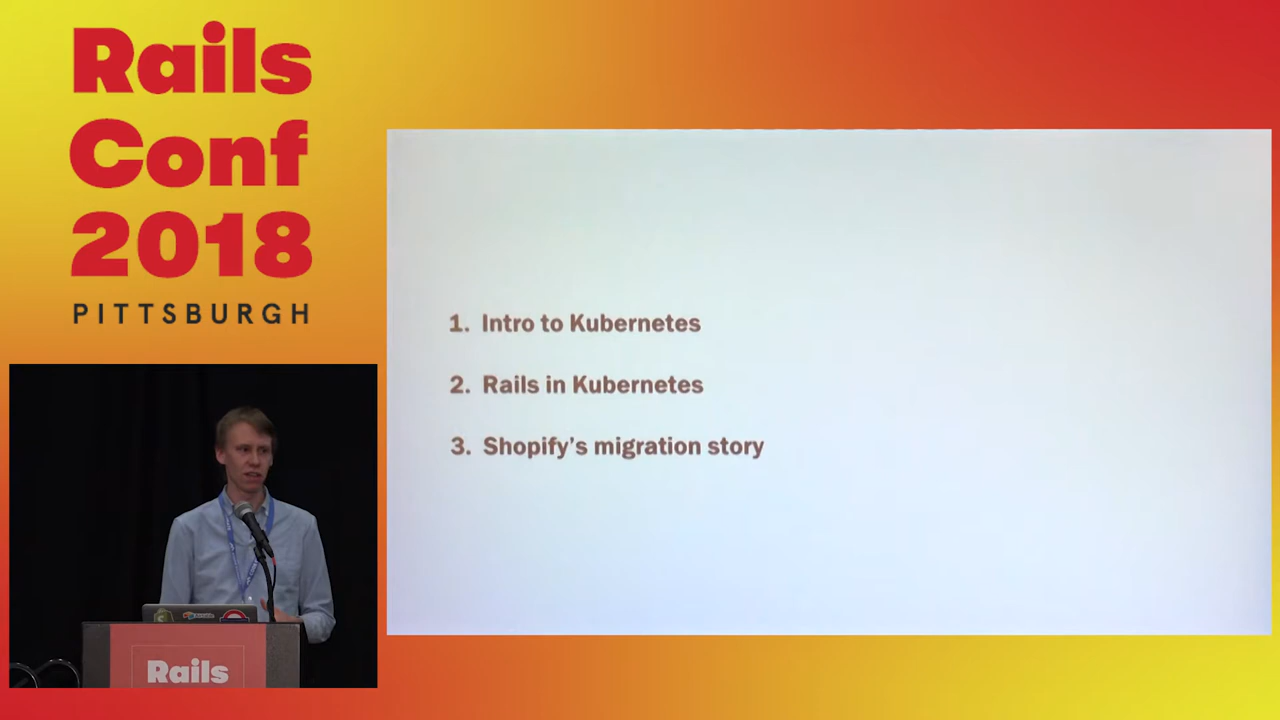 Rails
Conf
2018
PITTSBURGH
1. Intro to Kubernetes
2. Rails in Kubernetes
3. Shopify’s migration story
Rails